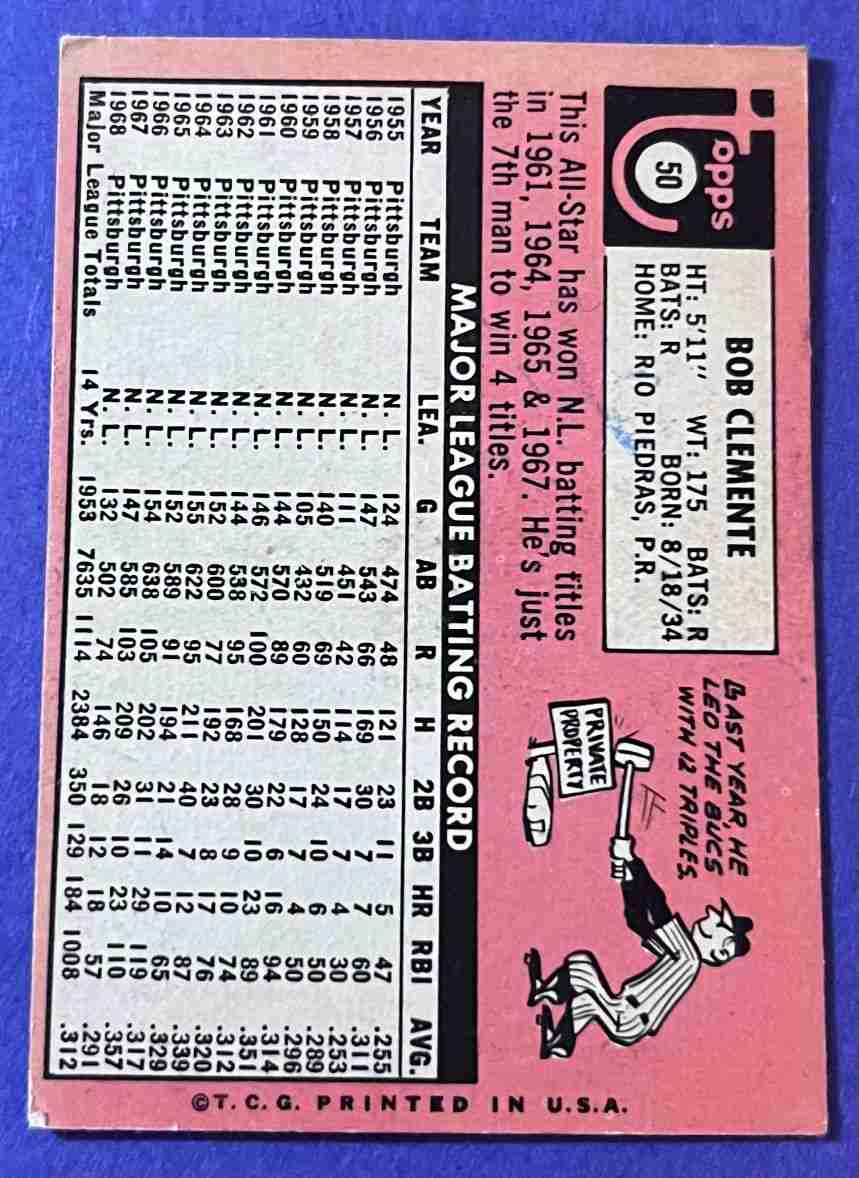 Topps
50
BOB CLEMENTE
HT: 5'11" WT: 175 BATS: R
BATS: R BORN: 8/18/34
HOME: RIO PIEDRAS, P.R.
This All-Star has won N.L. batting titles
in 1961, 1964, 1965 & 1967. He's just
the 7th man to win 4 titles.
LAST YEAR, HE
LED THE BUCS
WITH 12 TRIPLES.
PRIVATE
PROPERTY
MAJOR LEAGUE BATTING RECORD
YEAR TEAM LEA. G AB R H 2B 3B HR RBI AVG.
1955 Pittsburgh N.L. 124 474 48 121 23 11 5 47 .255
1956 Pittsburgh N.L. 147 543 66 169 30 7 7 60 .311
1957 Pittsburgh N.L. 111 451 42 114 17 7 4 30 .253
1958 Pittsburgh N.L. 140 519 69 150 24 10 6 50 .289
1959 Pittsburgh N.L. 105 432 60 128 17 7 4 50 .296
1960 Pittsburgh N.L. 144 570 89 179 22 6 16 94 .314
1961 Pittsburgh N.L. 146 572 100 201 30 10 23 89 .351
1962 Pittsburgh N.L. 144 538 95 168 28 9 10 74 .312
1963 Pittsburgh N.L. 152 600 77 192 23 8 17 76 .320
1964 Pittsburgh N.L. 155 622 95 211 40 7 12 87 .339
1965 Pittsburgh N.L. 152 589 91 194 21 14 10 65 .329
1966 Pittsburgh N.L. 154 638 105 202 31 11 29 119 .317
1967 Pittsburgh N.L. 147 585 103 209 26 10 23 110 .357
1968 Pittsburgh N.L. 132 502 74 146 18 12 18 57 .291
Major League Totals 14 Yrs. 1953 7635 1114 2384 350 129 184 1008 .312
©T.C.G. PRINTED IN U.S.A.